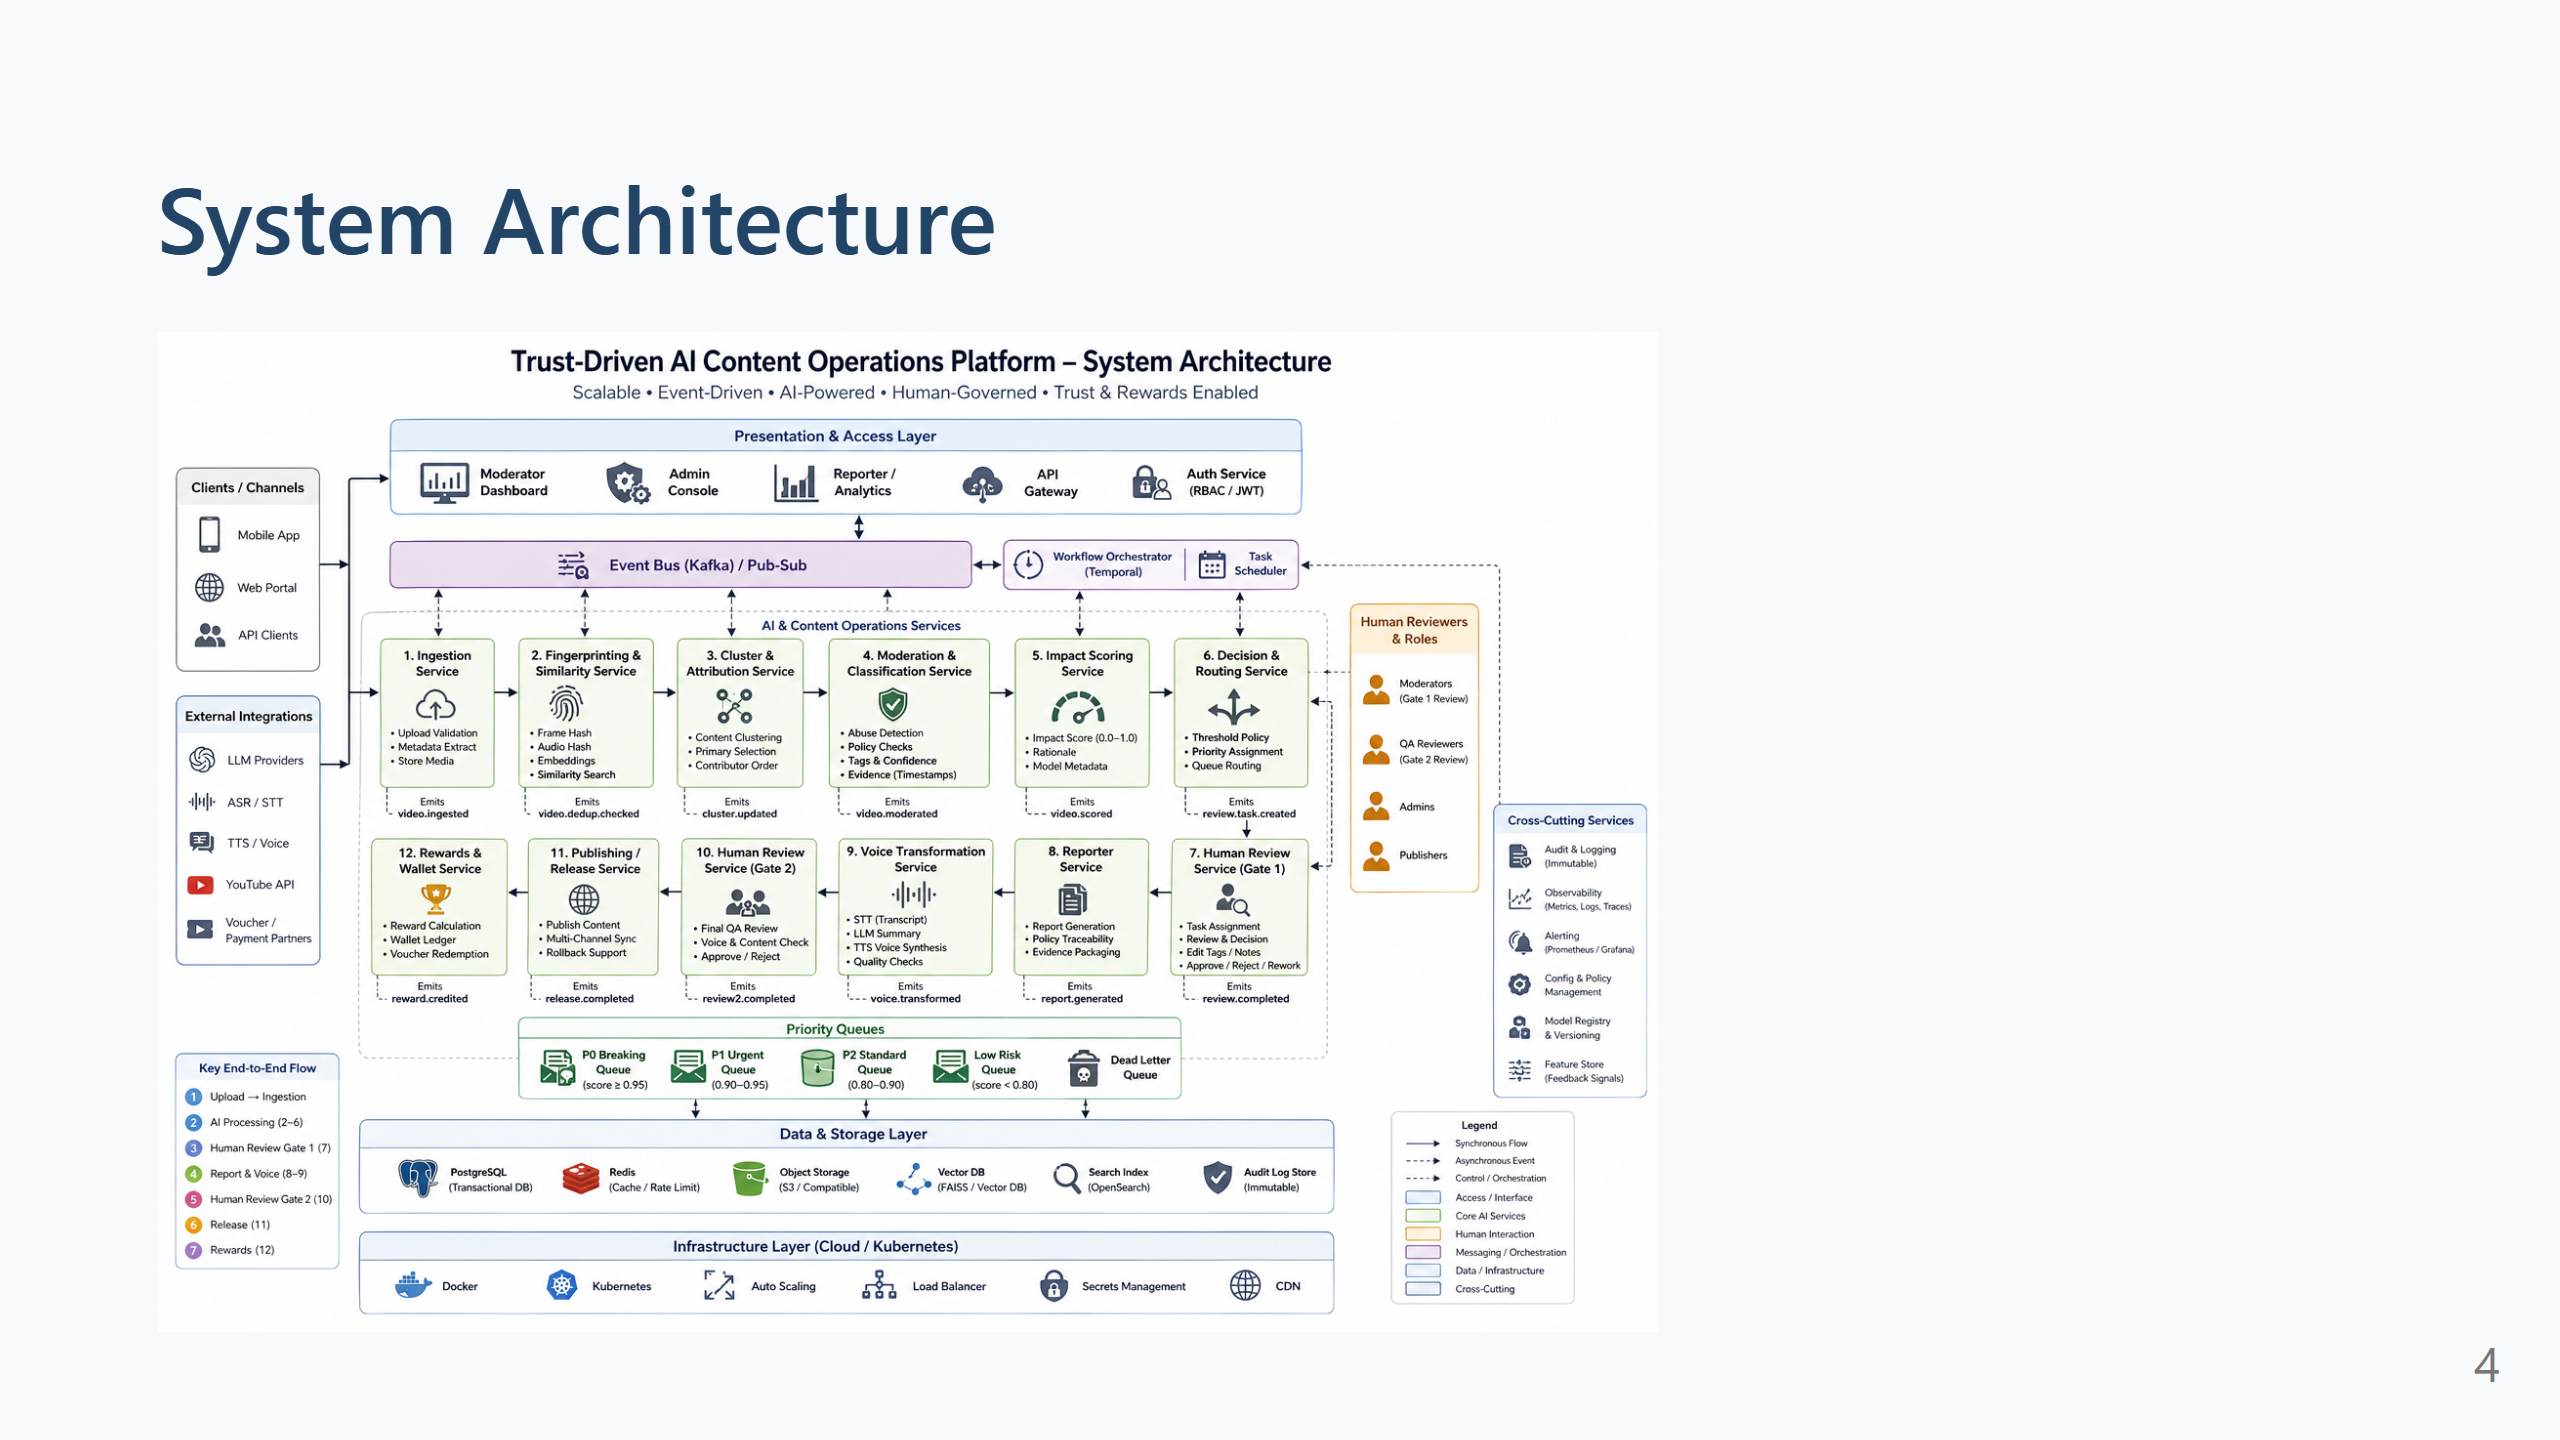 System Architecture
Trust-Driven AI Content Operations Platform – System Architecture
Scalable • Event-Driven • AI-Powered • Human-Governed • Trust & Rewards Enabled
Presentation & Access Layer
Moderator
Dashboard
Admin
Console
Reporter /
Analytics
API
Gateway
Auth Service
(RBAC / JWT)
Clients / Channels
Mobile App
Web Portal
API Clients
Event Bus (Kafka) / Pub-Sub
Workflow Orchestrator
(Temporal)
Task
Scheduler
External Integrations
LLM Providers
ASR / STT
TTS / Voice
YouTube API
Voucher /
Payment Partners
AI & Content Operations Services
1. Ingestion
Service
• Upload Validation
• Metadata Extract
• Store Media
Emits
video.ingested
2. Fingerprinting &
Similarity Service
• Frame Hash
• Audio Hash
• Embeddings
• Similarity Search
Emits
video.dedup.checked
3. Cluster &
Attribution Service
• Content Clustering
• Primary Selection
• Contributor Order
Emits
cluster.updated
4. Moderation &
Classification Service
• Abuse Detection
• Policy Checks
• Tags & Confidence
• Evidence (Timestamps)
Emits
video.moderated
5. Impact Scoring
Service
• Impact Score (0.0–1.0)
• Rationale
• Model Metadata
Emits
video.scored
6. Decision &
Routing Service
• Threshold Policy
• Priority Assignment
• Queue Routing
Emits
review.task.created
12. Rewards &
Wallet Service
• Reward Calculation
• Wallet Ledger
• Voucher Redemption
Emits
reward.credited
11. Publishing /
Release Service
• Publish Content
• Multi-Channel Sync
• Rollback Support
Emits
release.completed
10. Human Review
Service (Gate 2)
• Final QA Review
• Voice & Content Check
• Approve / Reject
Emits
review2.completed
9. Voice Transformation
Service
• STT (Transcript)
• LLM Summary
• TTS Voice Synthesis
• Quality Checks
Emits
voice.transformed
8. Reporter
Service
• Report Generation
• Policy Traceability
• Evidence Packaging
Emits
report.generated
7. Human Review
Service (Gate 1)
• Task Assignment
• Review & Decision
• Edit Tags / Notes
• Approve / Reject / Rework
Emits
review.completed
Human Reviewers
& Roles
Moderators
(Gate 1 Review)
QA Reviewers
(Gate 2 Review)
Admins
Publishers
Cross-Cutting Services
Audit & Logging
(Immutable)
Observability
(Metrics, Logs, Traces)
Alerting
(Prometheus / Grafana)
Config & Policy
Management
Model Registry
& Versioning
Feature Store
(Feedback Signals)
Priority Queues
P0 Breaking
Queue
(score ≥ 0.95)
P1 Urgent
Queue
(0.90–0.95)
P2 Standard
Queue
(0.80–0.90)
Low Risk
Queue
(score < 0.80)
Dead Letter
Queue
Key End-to-End Flow
1 Upload → Ingestion
2 AI Processing (2–6)
3 Human Review Gate 1 (7)
4 Report & Voice (8–9)
5 Human Review Gate 2 (10)
6 Release (11)
7 Rewards (12)
Data & Storage Layer
PostgreSQL
(Transactional DB)
Redis
(Cache / Rate Limit)
Object Storage
(S3 / Compatible)
Vector DB
(FAISS / Vector DB)
Search Index
(OpenSearch)
Audit Log Store
(Immutable)
Infrastructure Layer (Cloud / Kubernetes)
Docker
Kubernetes
Auto Scaling
Load Balancer
Secrets Management
CDN
Legend
Synchronous Flow
Asynchronous Event
Control / Orchestration
Access / Interface
Core AI Services
Human Interaction
Messaging / Orchestration
Data / Infrastructure
Cross-Cutting
4